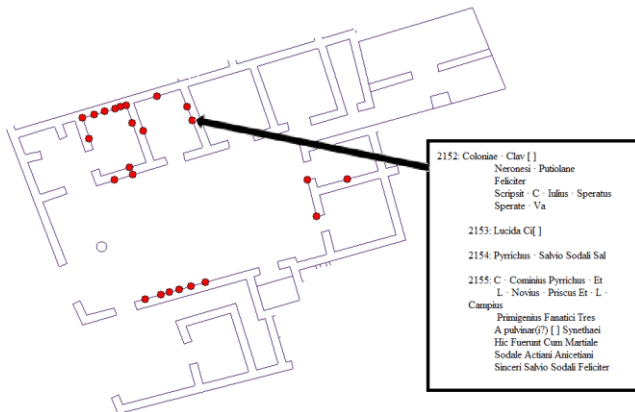 2152: Coloniae · Clav [ ]
Neronesi · Putiolane
Feliciter
Scripsit · C · Iulius · Speratus
Sperate · Va
2153: Lucida Ci[ ]
2154: Pyrrichus · Salvio Sodali Sal
2155: C · Cominius Pyrrichus · Et
L · Novius · Priscus Et · L ·
Campius
Primigenius Fanatici Tres
A pulvinar(i?) [ ] Synethaei
Hic Fuerunt Cum Martiale
Sodale Actiani Anicetiani
Sinceri Salvio Sodali Feliciter